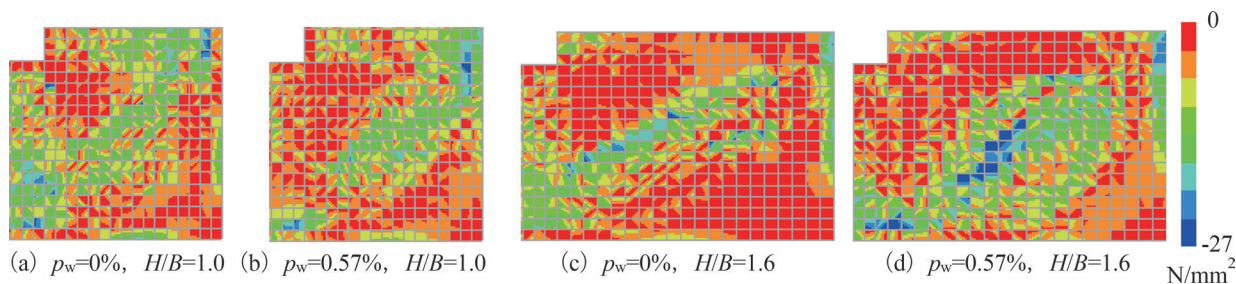 0
-27
N/mm²
(a) pw=0%, H/B=1.0
(b) pw=0.57%, H/B=1.0
(c) pw=0%, H/B=1.6
(d) pw=0.57%, H/B=1.6